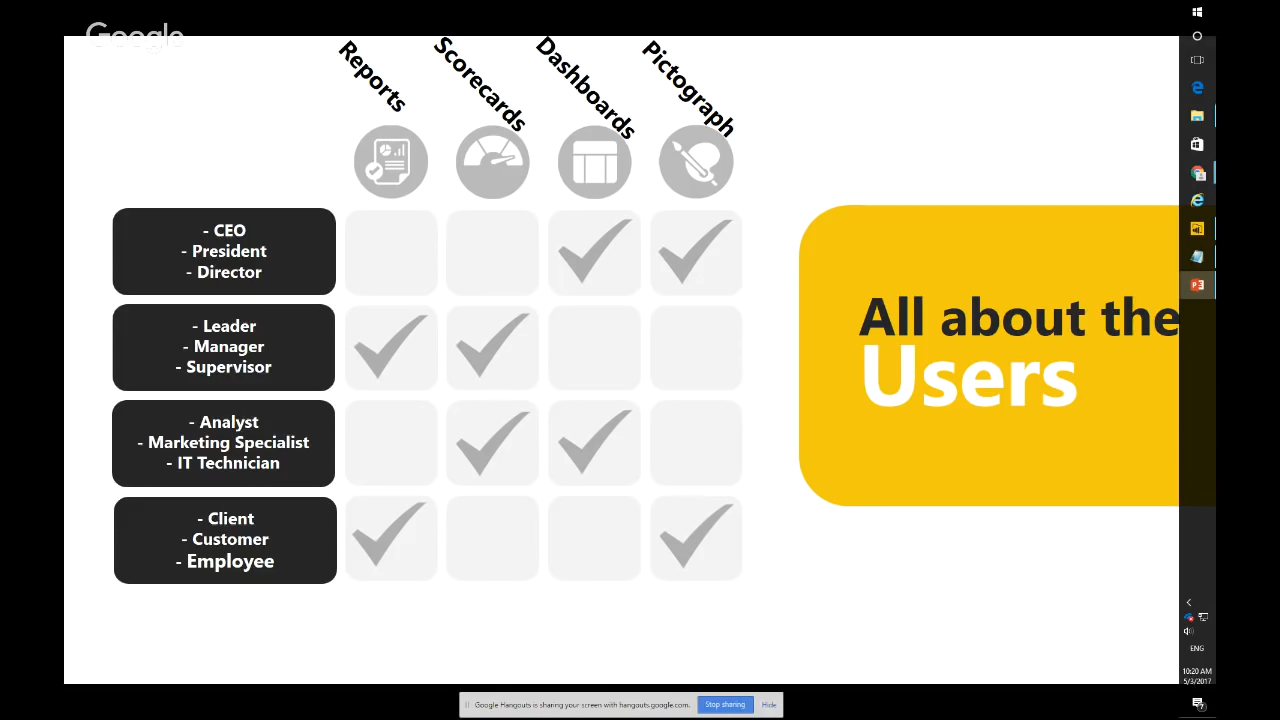 Google
Reports
Scorecards
Dashboards
Pictograph
- CEO
- President
- Director
- Leader
- Manager
- Supervisor
- Analyst
- Marketing Specialist
- IT Technician
- Client
- Customer
- Employee
All about the
Users
ENG
10:20 AM
5/3/2017
Google Hangouts is sharing your screen with hangouts.google.com.
Stop sharing
Hide